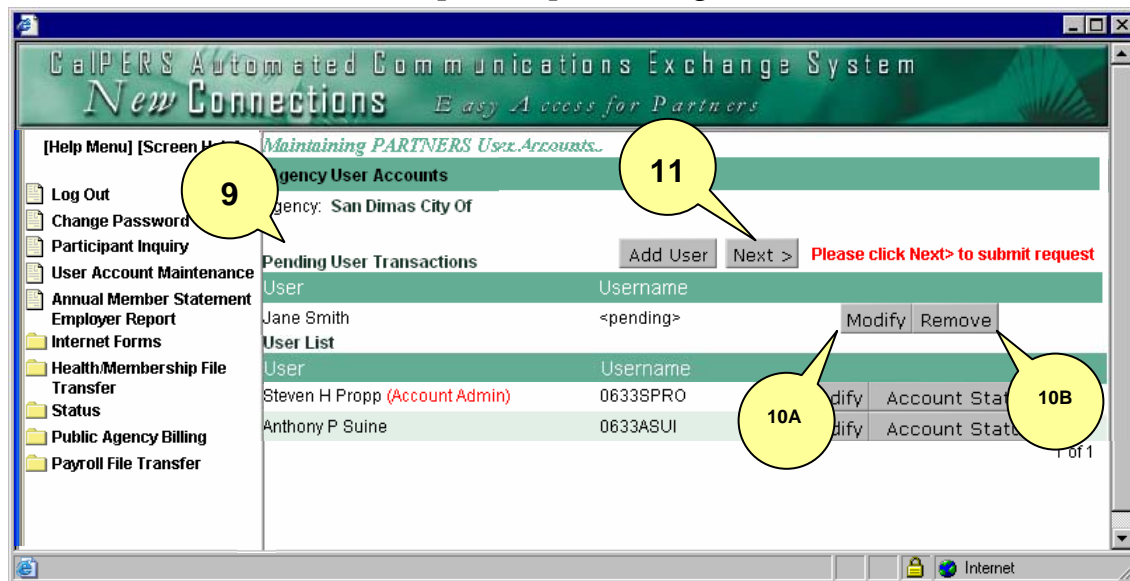 CalPERS Automated Communications Exchange System
New Connections Easy Access for Partners
[Help Menu] [Screen
Log Out
Change Password
Participant Inquiry
User Account Maintenance
Annual Member Statement
Employer Report
Internet Forms
Health/Membership File
Transfer
Status
Public Agency Billing
Payroll File Transfer
Maintaining PARTNERS User Accounts..
Agency User Accounts
Agency: San Dimas City Of
9
11
Pending User Transactions
Add User Next > Please click Next> to submit request
User Username
Jane Smith <pending> Modify Remove
User List
User Username
Steven H Propp (Account Admin) 0633SPRO Account
Anthony P Suine 0633ASUI Account
10A
10B
1 of 1
Internet